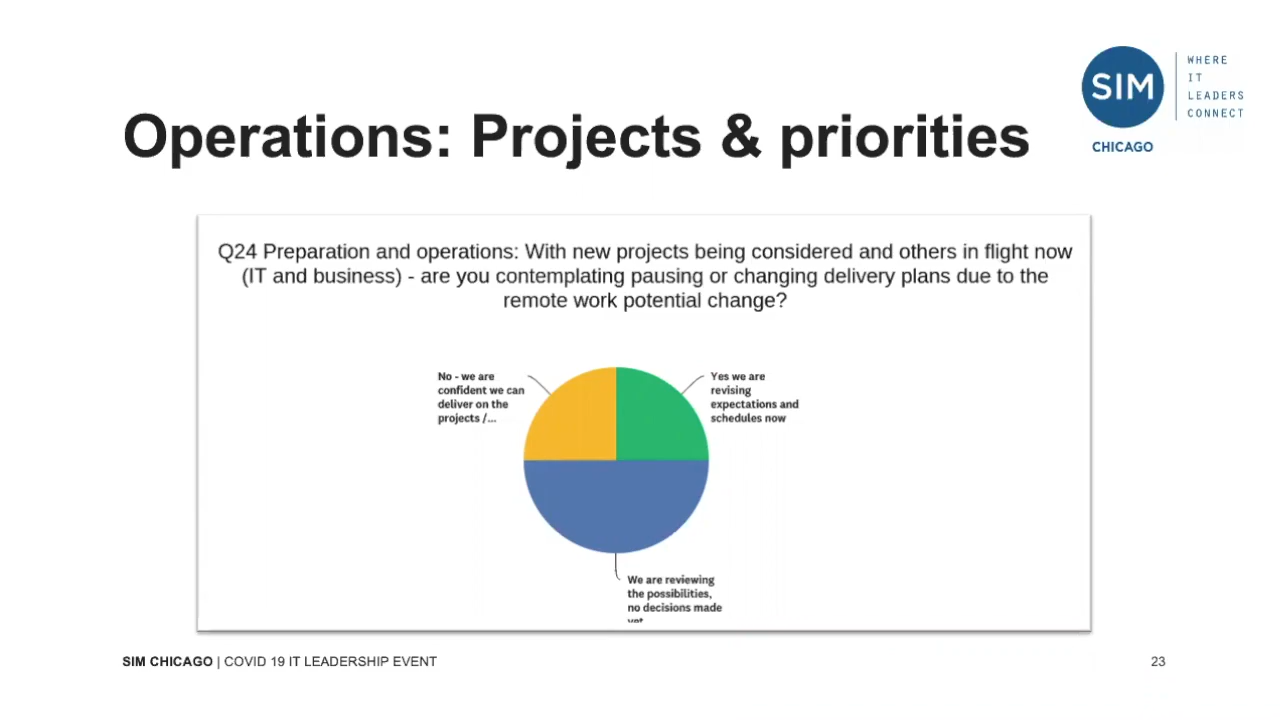 SIM
WHERE
IT
LEADERS
CONNECT
CHICAGO
Operations: Projects & priorities
Q24 Preparation and operations: With new projects being considered and others in flight now
(IT and business) - are you contemplating pausing or changing delivery plans due to the
remote work potential change?
No - we are
confident we can
deliver on the
projects /...
Yes we are
revising
expectations and
schedules now
We are reviewing
the possibilities,
no decisions made
SIM CHICAGO | COVID 19 IT LEADERSHIP EVENT
23